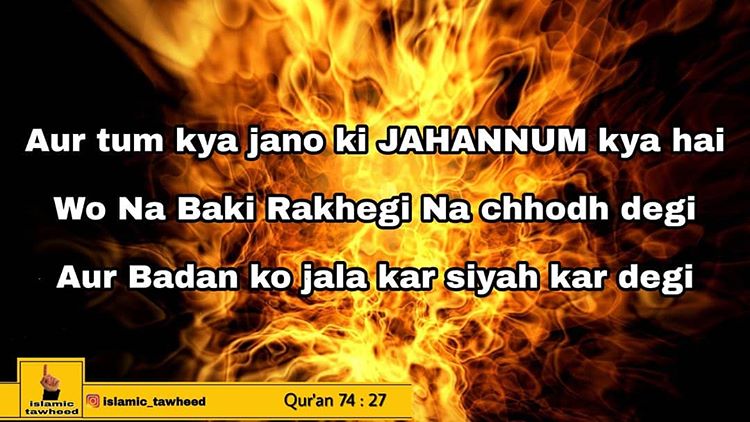 Aur tum kya jano ki JAHANNUM kya hai
Wo Na Baki Rakhegi Na chhodh degi
Aur Badan ko jala kar siyah kar degi
islamic
tawheed
islamic_tawheed
Qur'an 74 : 27